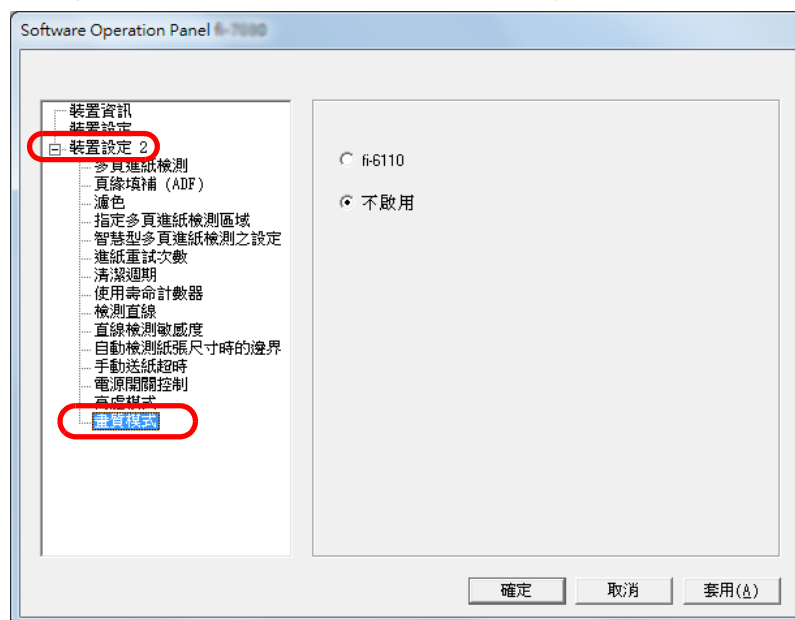 Software Operation Panel
裝置資訊
裝置設定
裝置設定 2
多頁進紙檢測
頁緣填補 (ADF)
濾色
指定多頁進紙檢測區域
智慧型多頁進紙檢測之設定
進紙重試次數
清潔週期
使用壽命計數器
檢測直線
直線檢測敏感度
自動檢測紙張尺寸時的邊界
手動送紙超時
電源開關控制
高處模式
畫質模式
fi-6110
不啟用
確定
取消
套用(A)